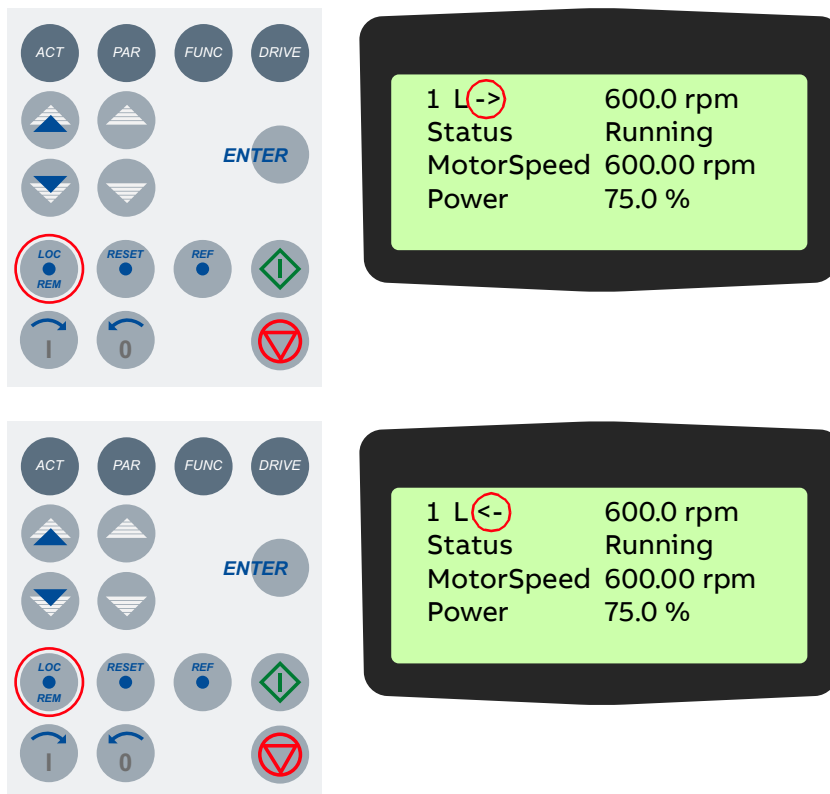 ACT PAR FUNC DRIVE
ENTER
LOC RESET REF
REM
I 0
1 L -> 600.0 rpm
Status Running
MotorSpeed 600.00 rpm
Power 75.0 %
ACT PAR FUNC DRIVE
ENTER
LOC RESET REF
REM
I 0
1 L <- 600.0 rpm
Status Running
MotorSpeed 600.00 rpm
Power 75.0 %